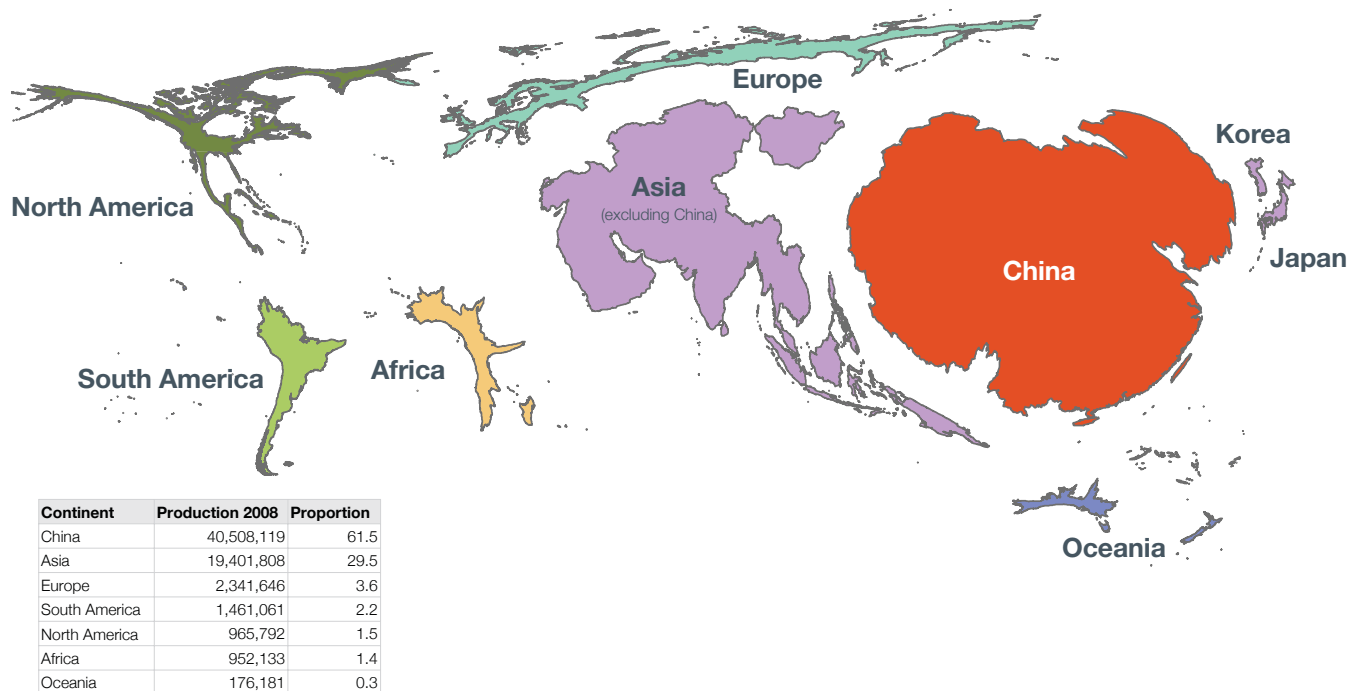 Europe
Korea
Asia
(excluding China)
North America
Japan
China
Africa
South America
Oceania
Continent Production 2008 Proportion
China 40,508,119 61.5
Asia 19,401,808 29.5
Europe 2,341,646 3.6
South America 1,461,061 2.2
North America 965,792 1.5
Africa 952,133 1.4
Oceania 176,181 0.3